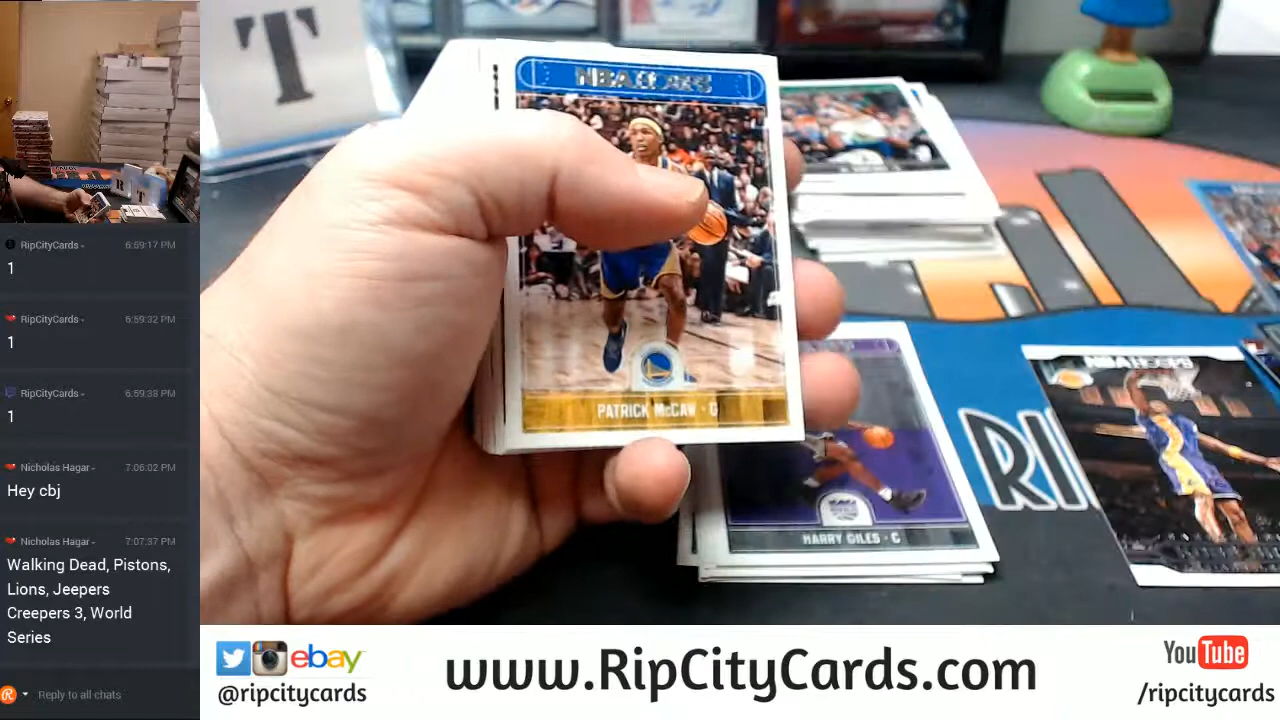 RipCityCards
6:59:17 PM
1
RipCityCards
6:59:32 PM
1
RipCityCards
6:59:38 PM
1
Nicholas Hagar
7:06:02 PM
Hey cbj
Nicholas Hagar
7:07:37 PM
Walking Dead, Pistons,
Lions, Jeepers
Creepers 3, World
Series
Reply to all chats
T
NBA HOOPS
PATRICK McCAW · G
HARRY GILES · C
NBA HOOPS
RI
R
T
ebay
@ripcitycards
www.RipCityCards.com
YouTube
/ripcitycards